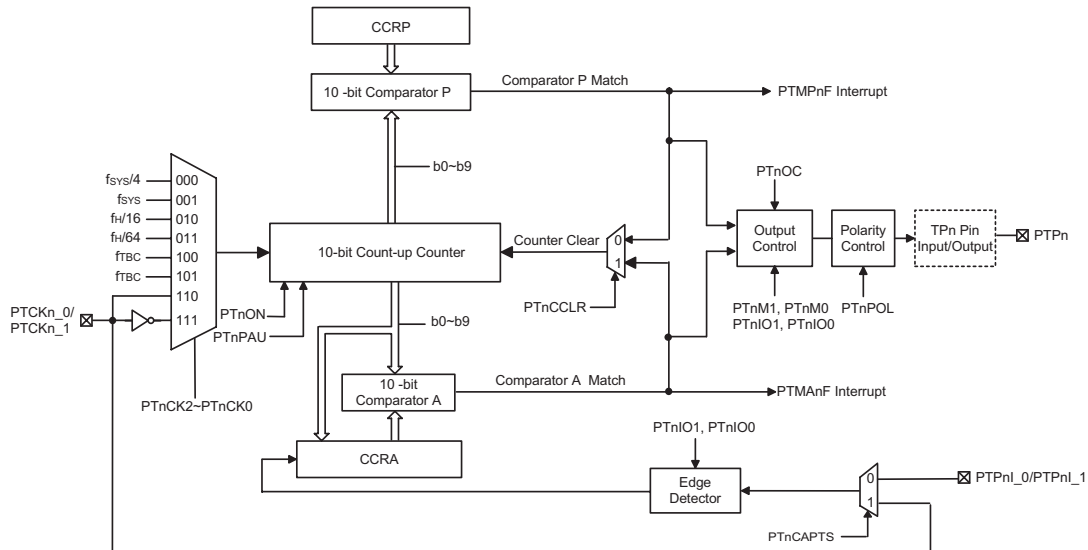 CCRP
10 -bit Comparator P
Comparator P Match
PTMPnF Interrupt
b0~b9
fSYS/4
000
fSYS
001
fH/16
010
fH/64
011
fTBC
100
fTBC
101
110
111
PTCKn_0/
PTCKn_1
PTnCK2~PTnCK0
10-bit Count-up Counter
PTnON
PTnPAU
Counter Clear
0
1
PTnCCLR
PTnOC
Output
Control
PTnM1, PTnM0
PTnIO1, PTnIO0
Polarity
Control
PTnPOL
TPn Pin
Input/Output
PTPn
b0~b9
10 -bit
Comparator A
Comparator A Match
PTMAnF Interrupt
CCRA
PTnIO1, PTnIO0
Edge
Detector
0
1
PTnCAPTS
PTPnI_0/PTPnI_1